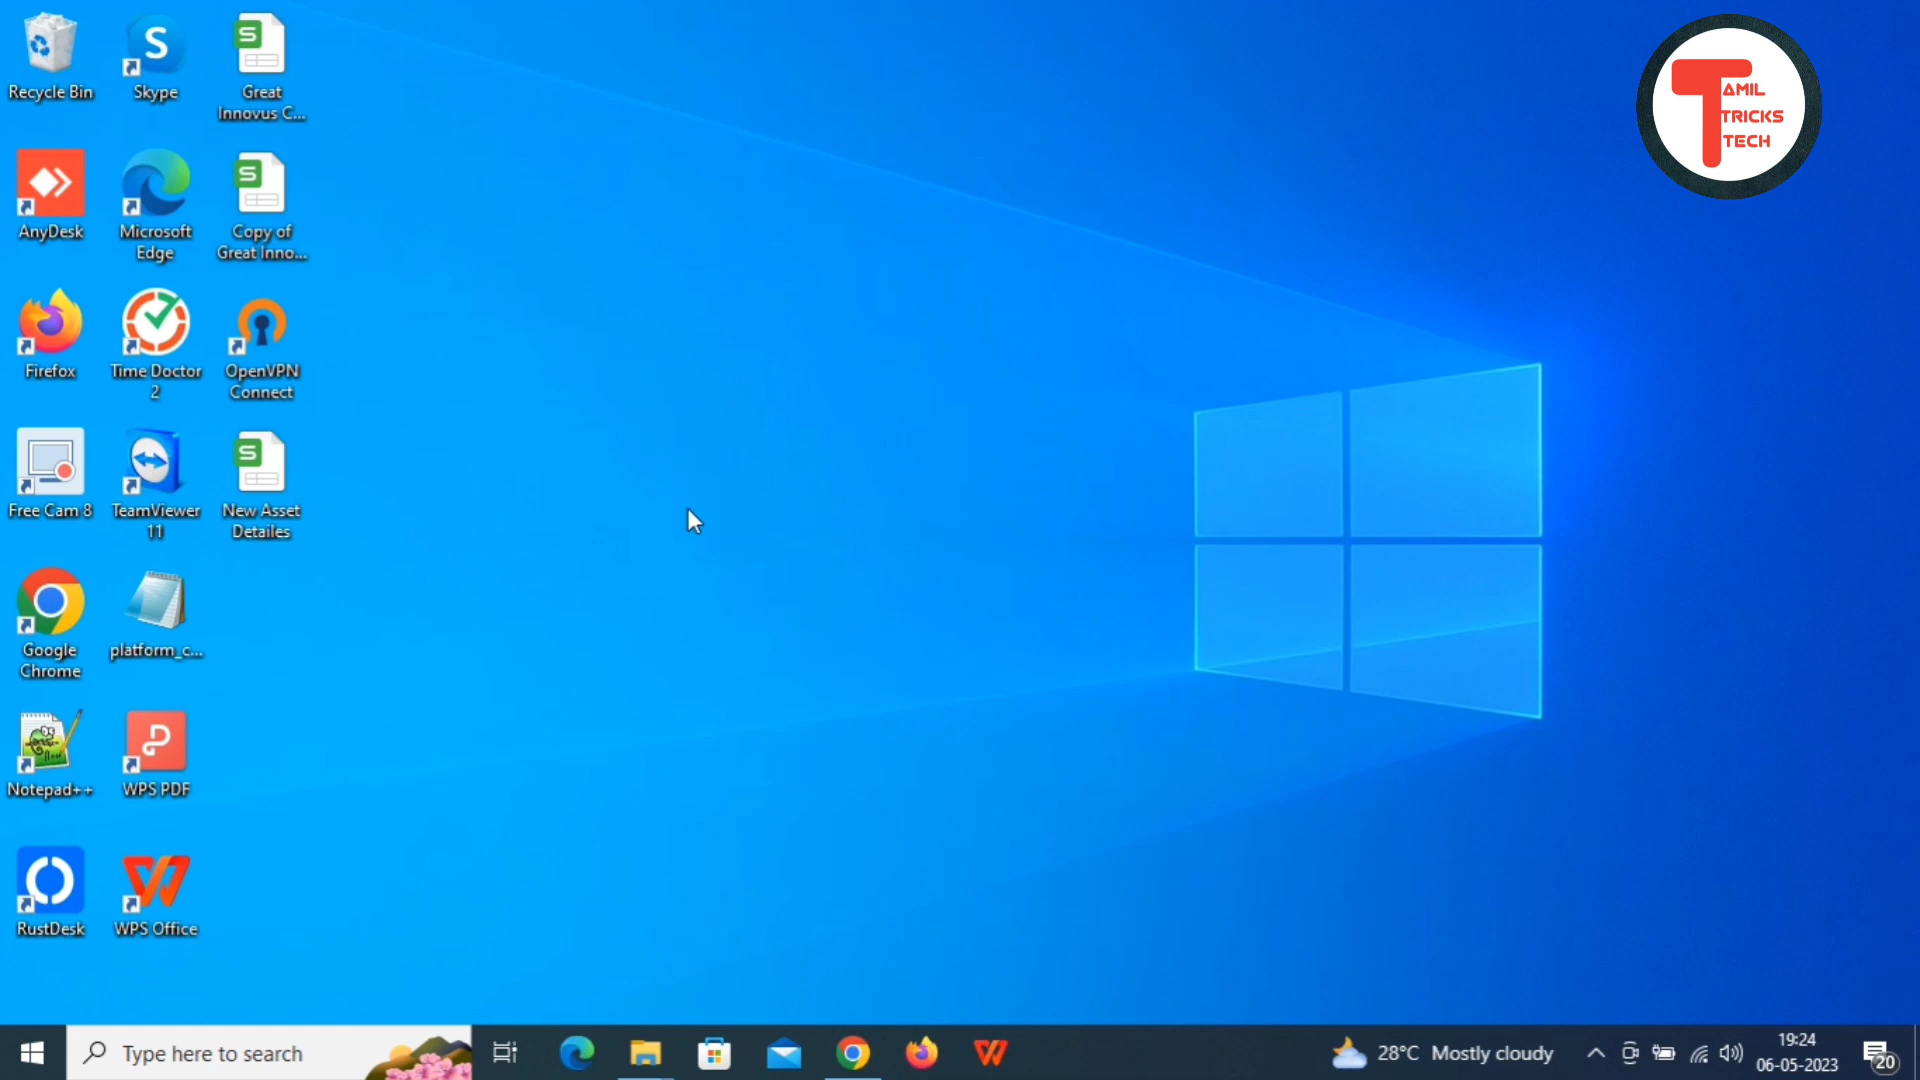 Recycle Bin
Skype
Great
Innovus C...
AnyDesk
Microsoft
Edge
Copy of
Great Inno...
Firefox
Time Doctor
2
OpenVPN
Connect
Free Cam 8
TeamViewer
11
New Asset
Detailes
Google
Chrome
platform_c...
Notepad++
WPS PDF
RustDesk
WPS Office
TAMIL
TRICKS
TECH
Type here to search
28°C Mostly cloudy
19:24
06-05-2023
20